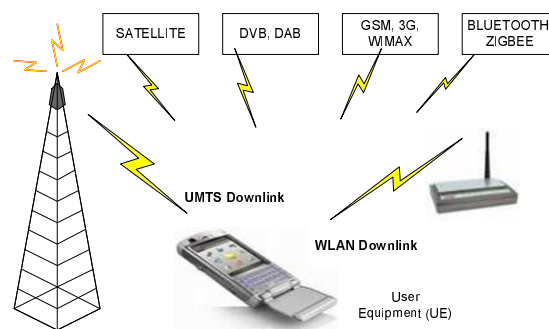 SATELLITE
DVB, DAB
GSM, 3G,
WIMAX
BLUETOOTH
ZIGBEE
UMTS Downlink
WLAN Downlink
User
Equipment (UE)